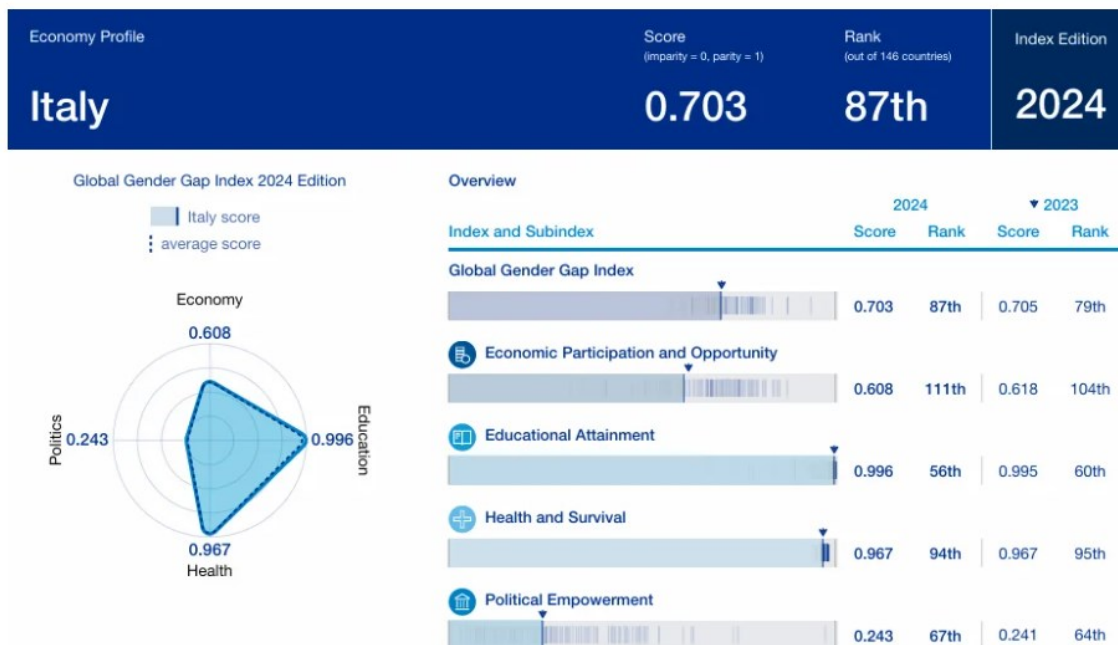 Economy Profile
Italy
Score
(imparity = 0, parity = 1)
0.703
Rank
(out of 146 countries)
87th
Index Edition
2024
Global Gender Gap Index 2024 Edition
Italy score
average score
Economy
0.608
Politics
0.243
0.996
Education
0.967
Health
Overview
2024 2023
Index and Subindex Score Rank Score Rank
Global Gender Gap Index
0.703 87th 0.705 79th
Economic Participation and Opportunity
0.608 111th 0.618 104th
Educational Attainment
0.996 56th 0.995 60th
Health and Survival
0.967 94th 0.967 95th
Political Empowerment
0.243 67th 0.241 64th